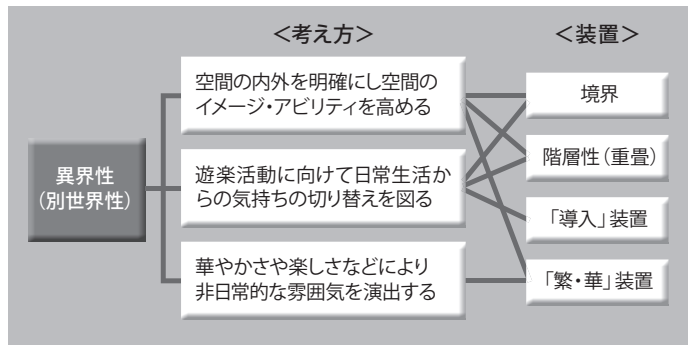 ＜考え方＞
＜装置＞
異界性
(別世界性)
空間の内外を明確にし空間の
イメージ・アビリティを高める
遊楽活動に向けて日常生活か
らの気持ちの切り替えを図る
華やかさや楽しさなどにより
非日常的な雰囲気を演出する
境界
階層性（重畳）
「導入」装置
「繁・華」装置